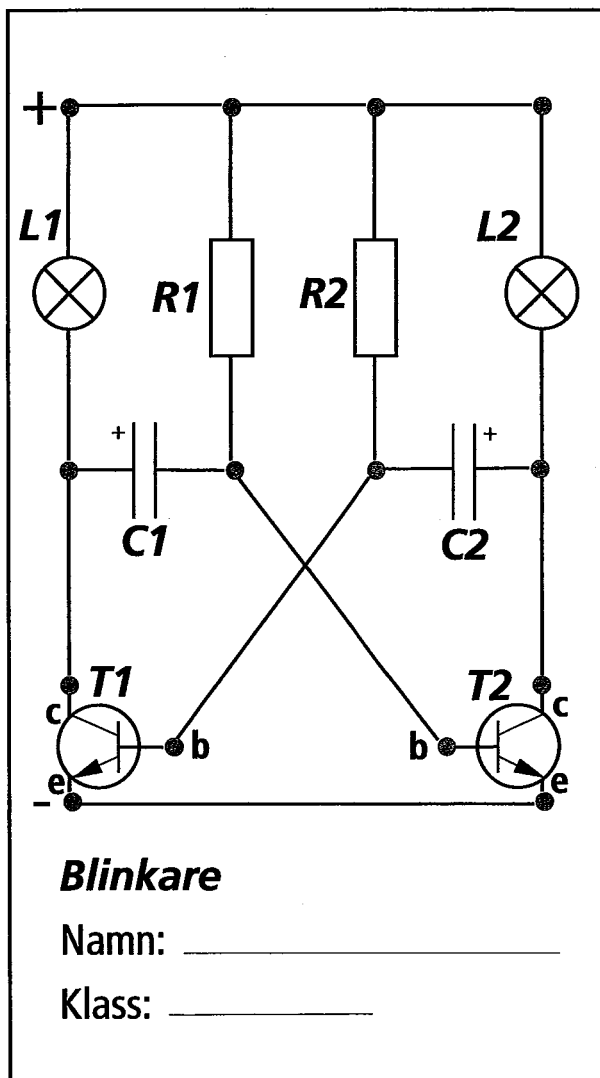 +
L1 L2
R1 R2
+ +
C1 C2
T1 T2
c c
b b
e e
-
Blinkare
Namn:
Klass: